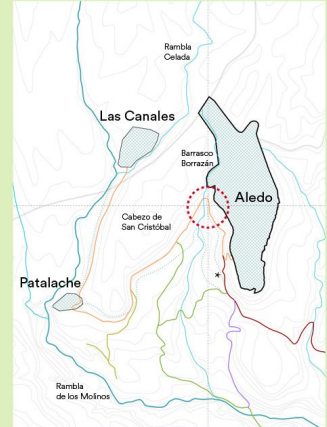 Rambla
Celada
Las Canales
Barrasco
Borrazán
Aledo
Cabezo de
San Cristóbal
Patalache
Rambla
de los Molinos